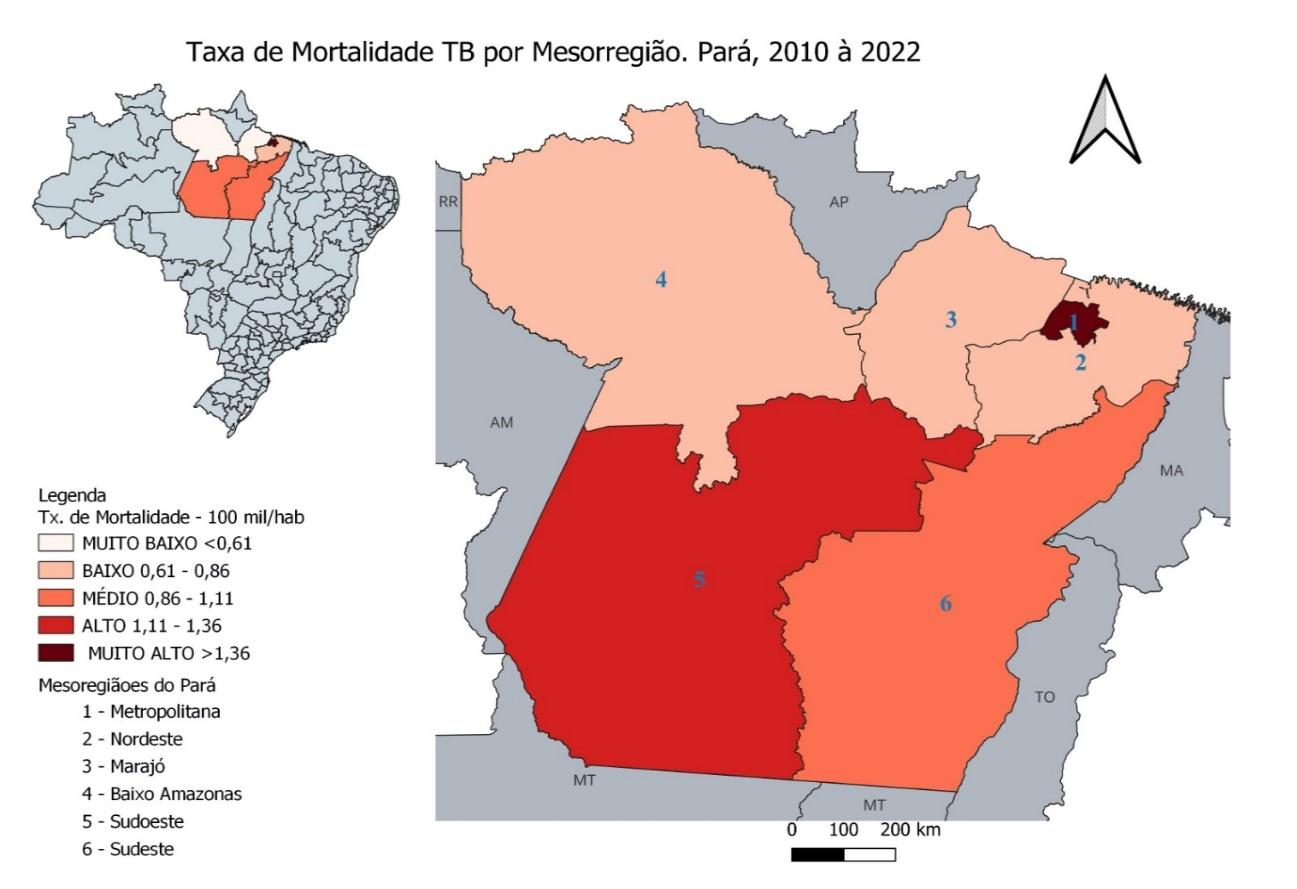 Taxa de Mortalidade TB por Mesorregião. Pará, 2010 à 2022
RR
AP
4
3
1
2
AM
MA
5
6
TO
MT
MT
0 100 200 km
Legenda
Tx. de Mortalidade - 100 mil/hab
MUITO BAIXO <0,61
BAIXO 0,61 - 0,86
MÉDIO 0,86 - 1,11
ALTO 1,11 - 1,36
MUITO ALTO >1,36
Mesoregiãoes do Pará
1 - Metropolitana
2 - Nordeste
3 - Marajó
4 - Baixo Amazonas
5 - Sudoeste
6 - Sudeste